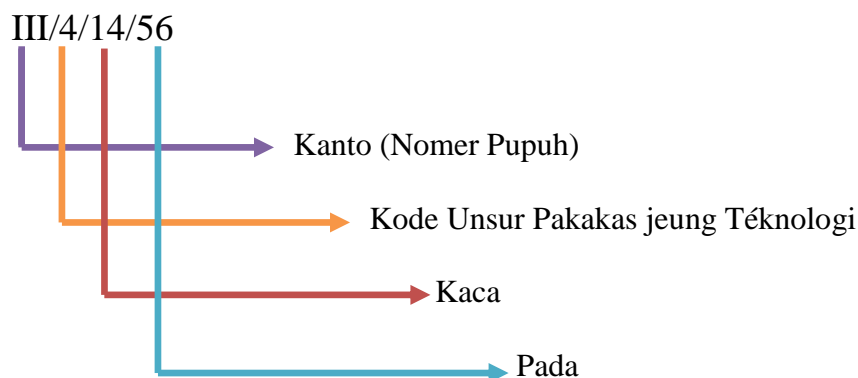 III/4/14/56
Kanto (Nomer Pupuh)
Kode Unsur Pakakas jeung Téknologi
Kaca
Pada